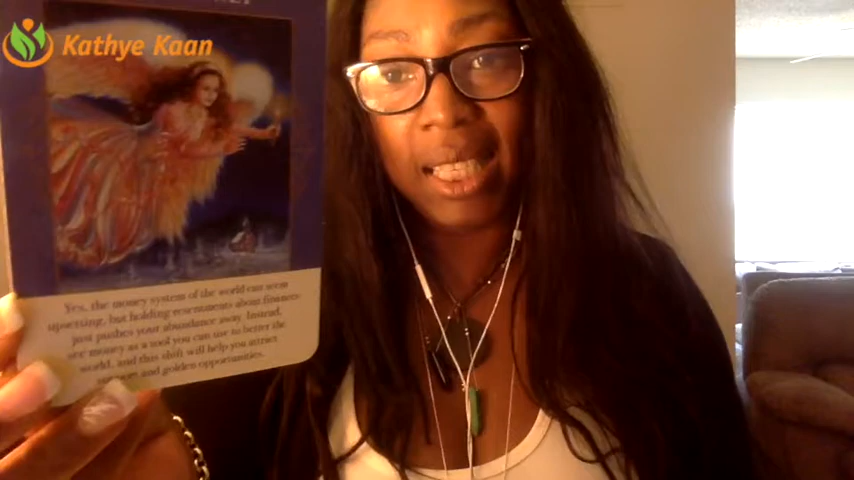 Kathye Kaan
Yes, the money system of the world can seem
upsetting, but holding resentments about finances
just pushes your abundance away. Instead,
see money as a tool you can use to better the
world, and this shift will help you attract
and golden opportunities.